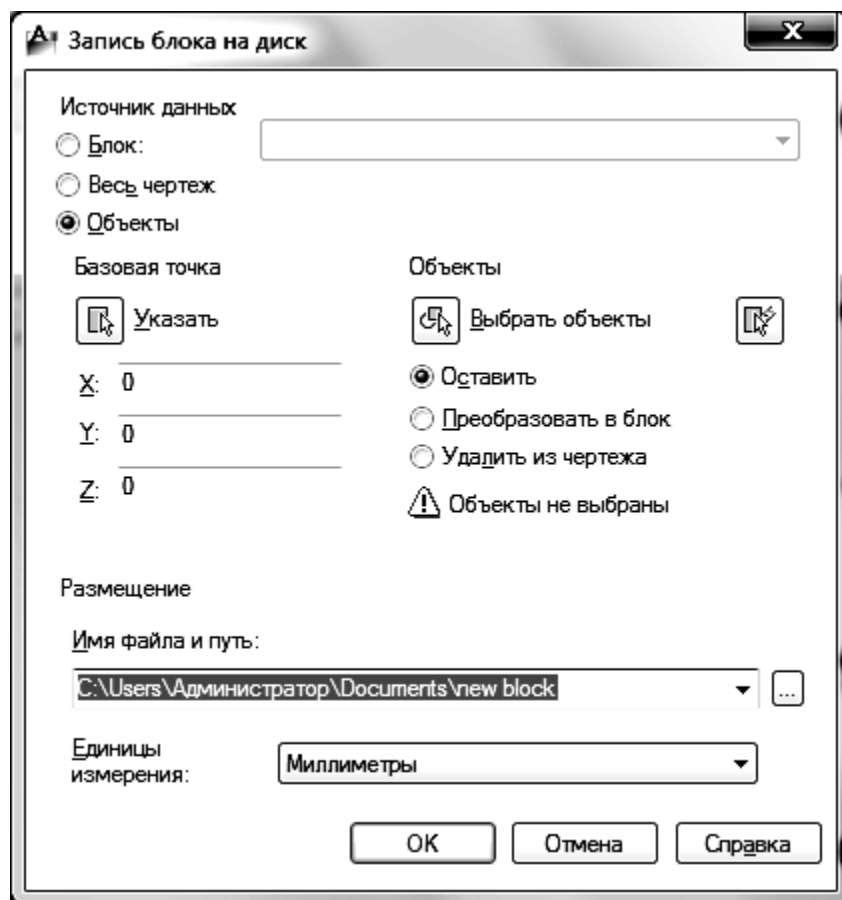 Запись блока на диск
Источник данных
Блок:
Весь чертеж
Объекты
Базовая точка Объекты
Указать Выбрать объекты
X: 0 Оставить
Преобразовать в блок
Y: 0
Удалить из чертежа
Z: 0
Объекты не выбраны
Размещение
Имя файла и путь:
C:\Users\Администратор\Documents\new block ...
Единицы
измерения:
Миллиметры
OK Отмена Справка